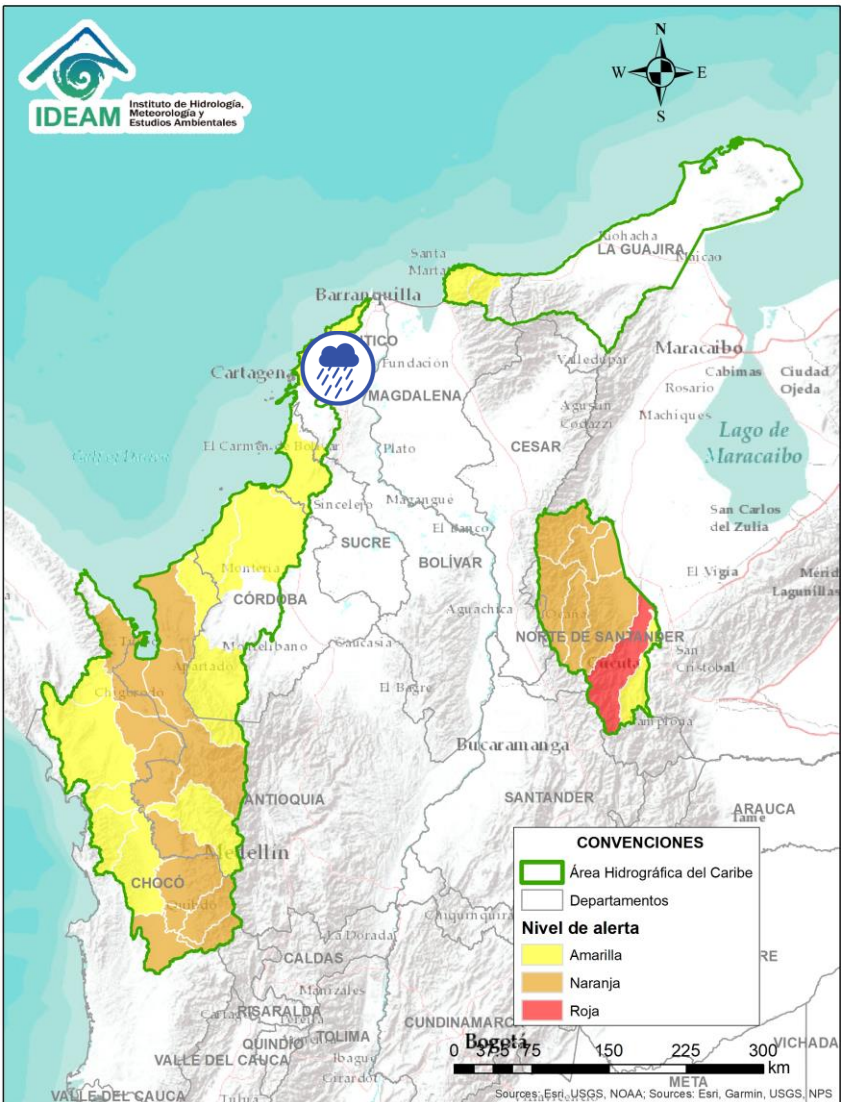 N
W E
S
IDEAM
Instituto de Hidrología,
Meteorología y
Estudios Ambientales
Riohacha
LA GUAJIRA
Maicao
Santa
Marta
Barranquilla
Cartagena
Fundación
MAGDALENA
Valledupar
Maracaibo
Cabimas
Ciudad
Ojeda
Rosario
Machiques
Agustín
Codazzi
Lago de
Maracaibo
CESAR
El Carmen de Bolívar
Plato
San Carlos
del Zulia
Sincelejo
Magangué
El Banco
SUCRE
BOLÍVAR
El Vigía
Lagunillas
Montería
CÓRDOBA
Aguachica
Ocaña
NORTE DE SANTANDER
San
Cristóbal
Cúcuta
Montelíbano
Caucasia
Apartadó
El Bagre
Chigorodó
Pamplona
Bucaramanga
SANTANDER
ANTIOQUIA
ARAUCA
Tame
Medellín
CHOCÓ
Quibdó
Chiquinquirá
La Dorada
CALDAS
Manizales
RISARALDA
CUNDINAMARC
QUINDÍO
TOLIMA
Ibagué
VALLE DEL CAUCA
Girardot
Bogotá
VICHADA
META
VALLE DEL CAUCA
CONVENCIONES
Área Hidrográfica del Caribe
Departamentos
Nivel de alerta
Amarilla
Naranja
Roja
0 37,5 75 150 225 300
km
Sources: Esri, USGS, NOAA; Sources: Esri, Garmin, USGS, NPS